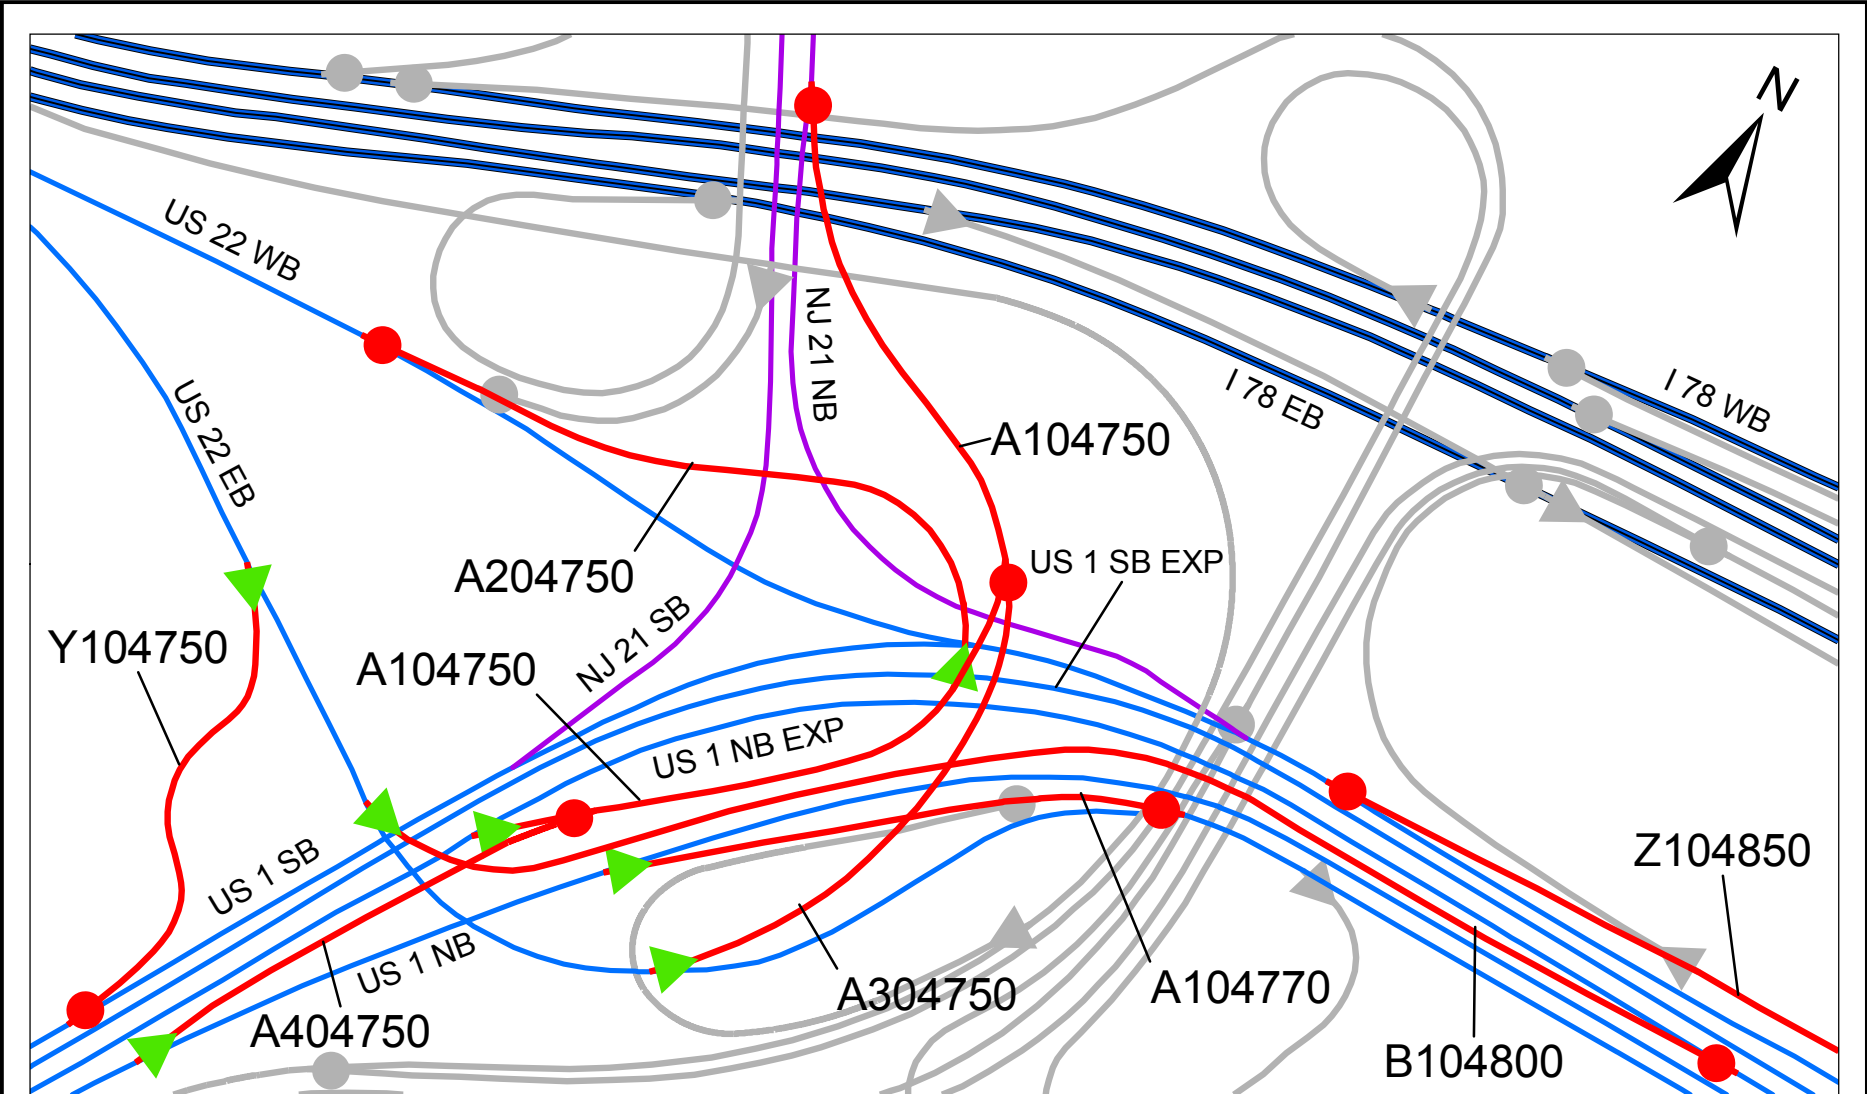 N
US 22 WB
NJ 21 NB
I 78 EB
I 78 WB
US 22 EB
A104750
US 1 SB EXP
A204750
Y104750
NJ 21 SB
A104750
US 1 NB EXP
Z104850
US 1 SB
US 1 NB
A304750
A104770
A404750
B104800